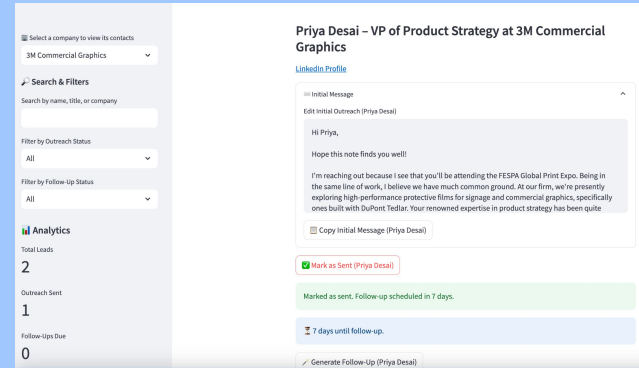 Select a company to view its contacts
3M Commercial Graphics
Search & Filters
Search by name, title, or company
Filter by Outreach Status
All
Filter by Follow-Up Status
All
Analytics
Total Leads
2
Outreach Sent
1
Follow-Ups Due
0
Priya Desai – VP of Product Strategy at 3M Commercial
Graphics
LinkedIn Profile
Initial Message
Edit Initial Outreach (Priya Desai)
Hi Priya,
Hope this note finds you well!
I'm reaching out because I see that you'll be attending the FESPA Global Print Expo. Being in
the same line of work, I believe we have much common ground. At our firm, we're presently
exploring high-performance protective films for signage and commercial graphics, specifically
ones built with DuPont Tedlar. Your renowned expertise in product strategy has been quite
Copy Initial Message (Priya Desai)
Mark as Sent (Priya Desai)
Marked as sent. Follow-up scheduled in 7 days.
7 days until follow-up.
Generate Follow-Up (Priya Desai)